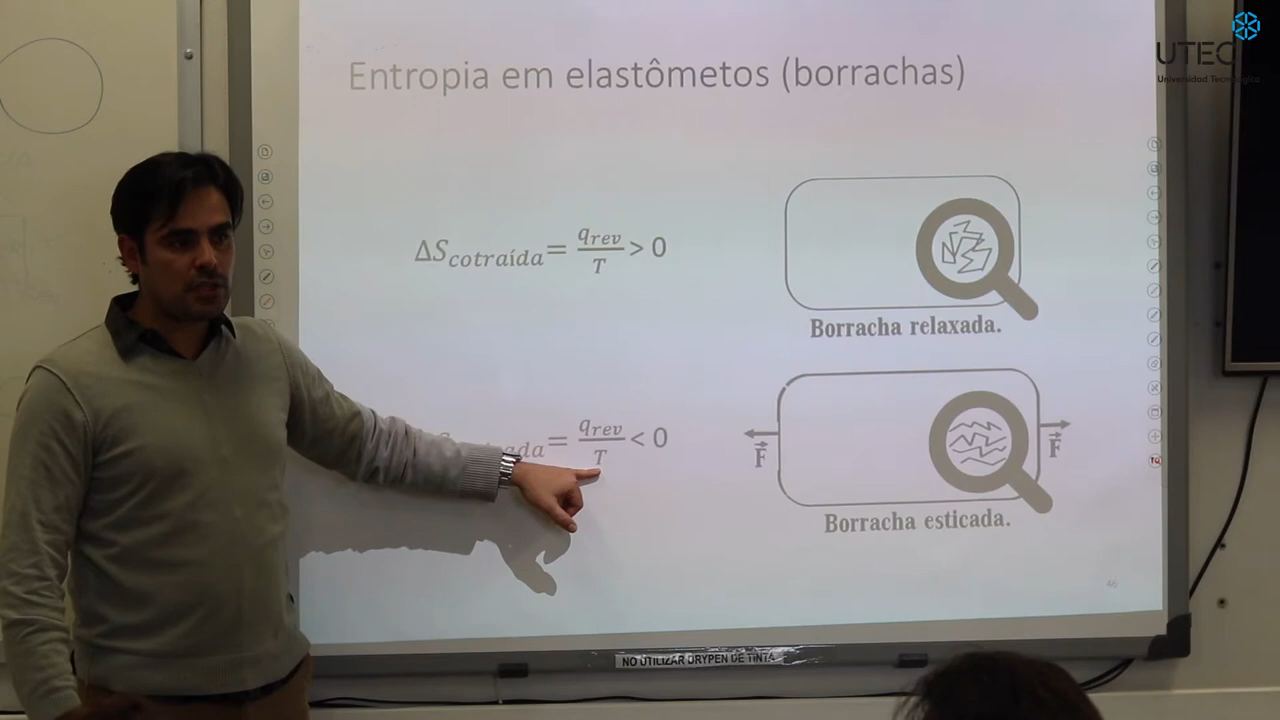 UTEC
Universidad Tecnológica
Entropia em elastômetos (borrachas)
ΔS_cotraída = q_rev / T > 0
Borracha relaxada.
= q_rev / T < 0
F F
Borracha esticada.
46
NO UTILIZAR DRYPEN DE TINTA